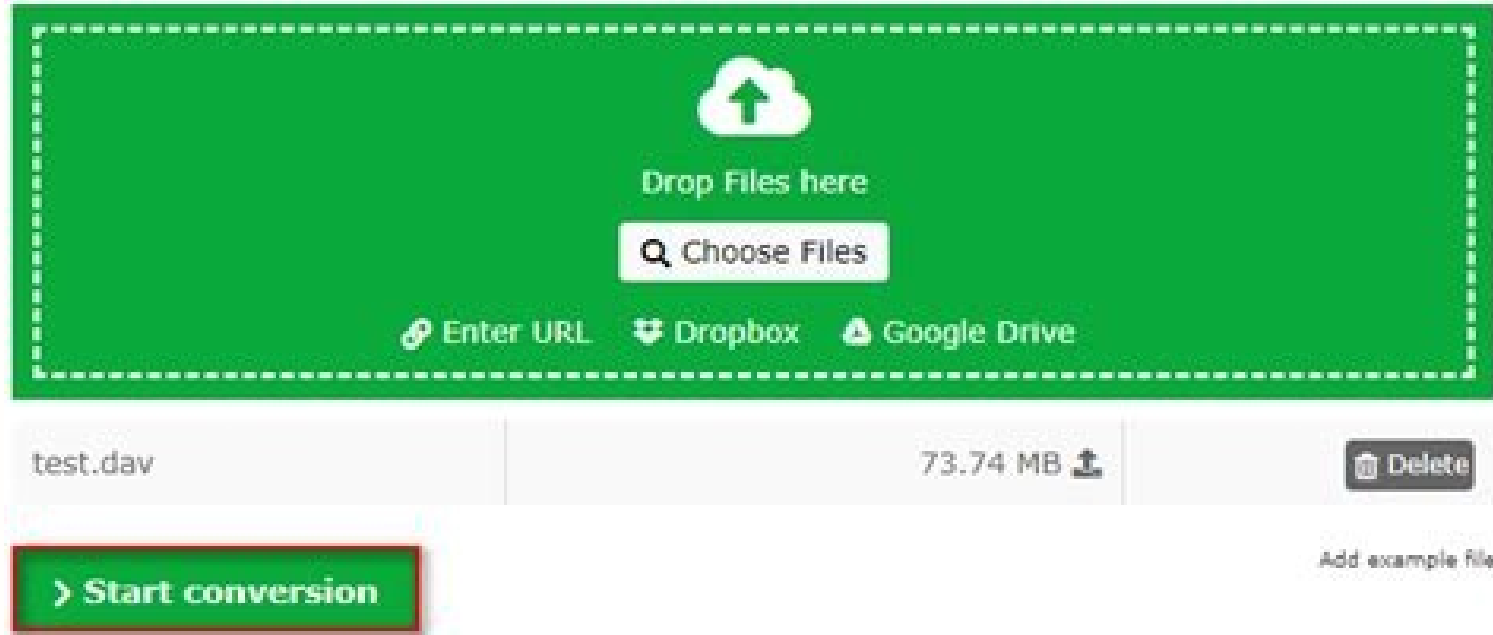 Drop Files here
Choose Files
Enter URL Dropbox Google Drive
test.dav 73.74 MB Delete
Add example file
Start conversion